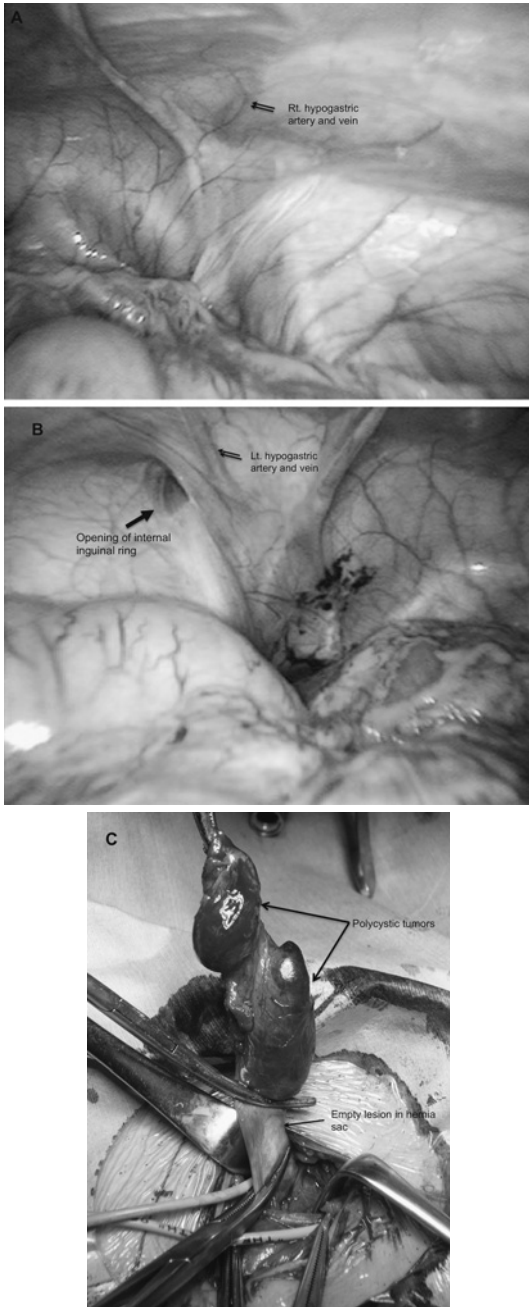 A
Rt. hypogastric
artery and vein
B
Lt. hypogastric
artery and vein
Opening of internal
inguinal ring
C
Polycystic tumors
Empty lesion in hernia
sac